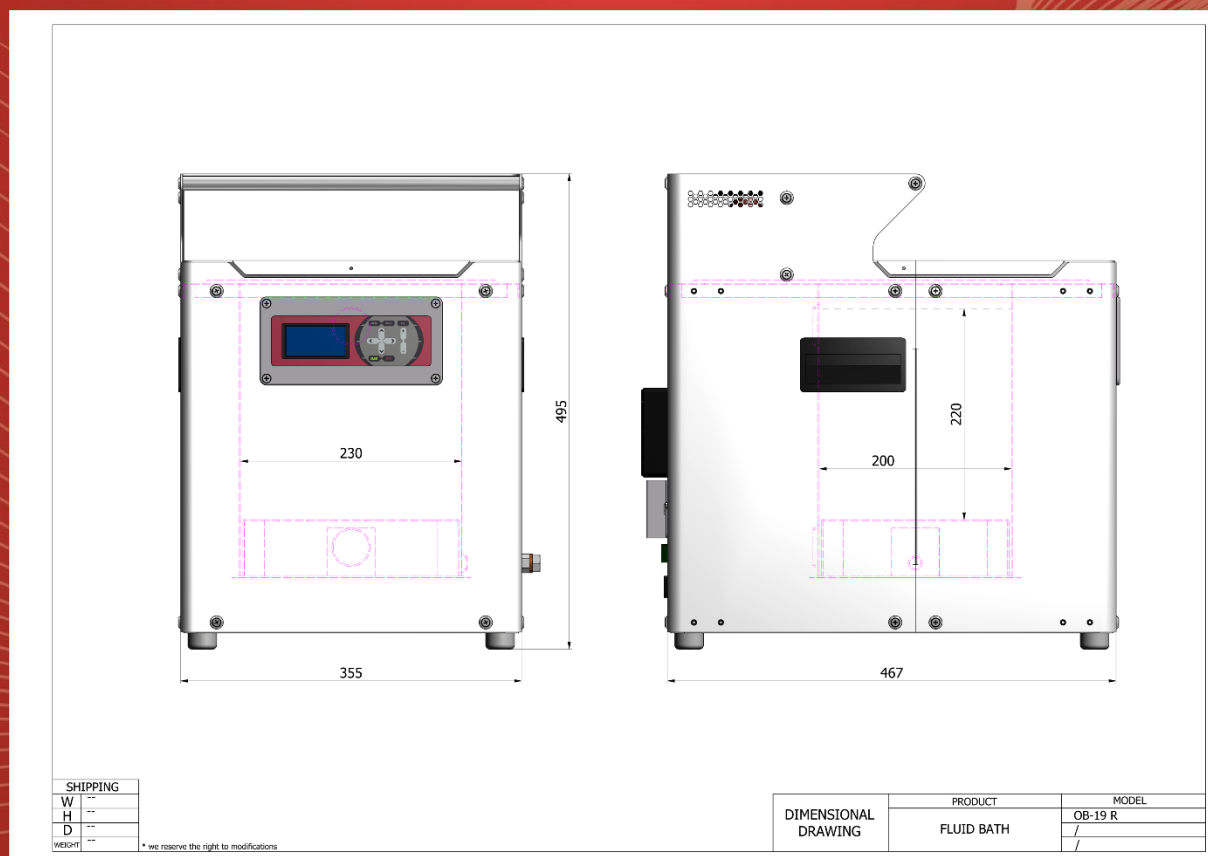 495
230
220
200
355
467
SHIPPING
W --
H --
D --
WEIGHT --
* we reserve the right to modifications
DIMENSIONAL
DRAWING
PRODUCT
FLUID BATH
MODEL
OB-19 R
/
/